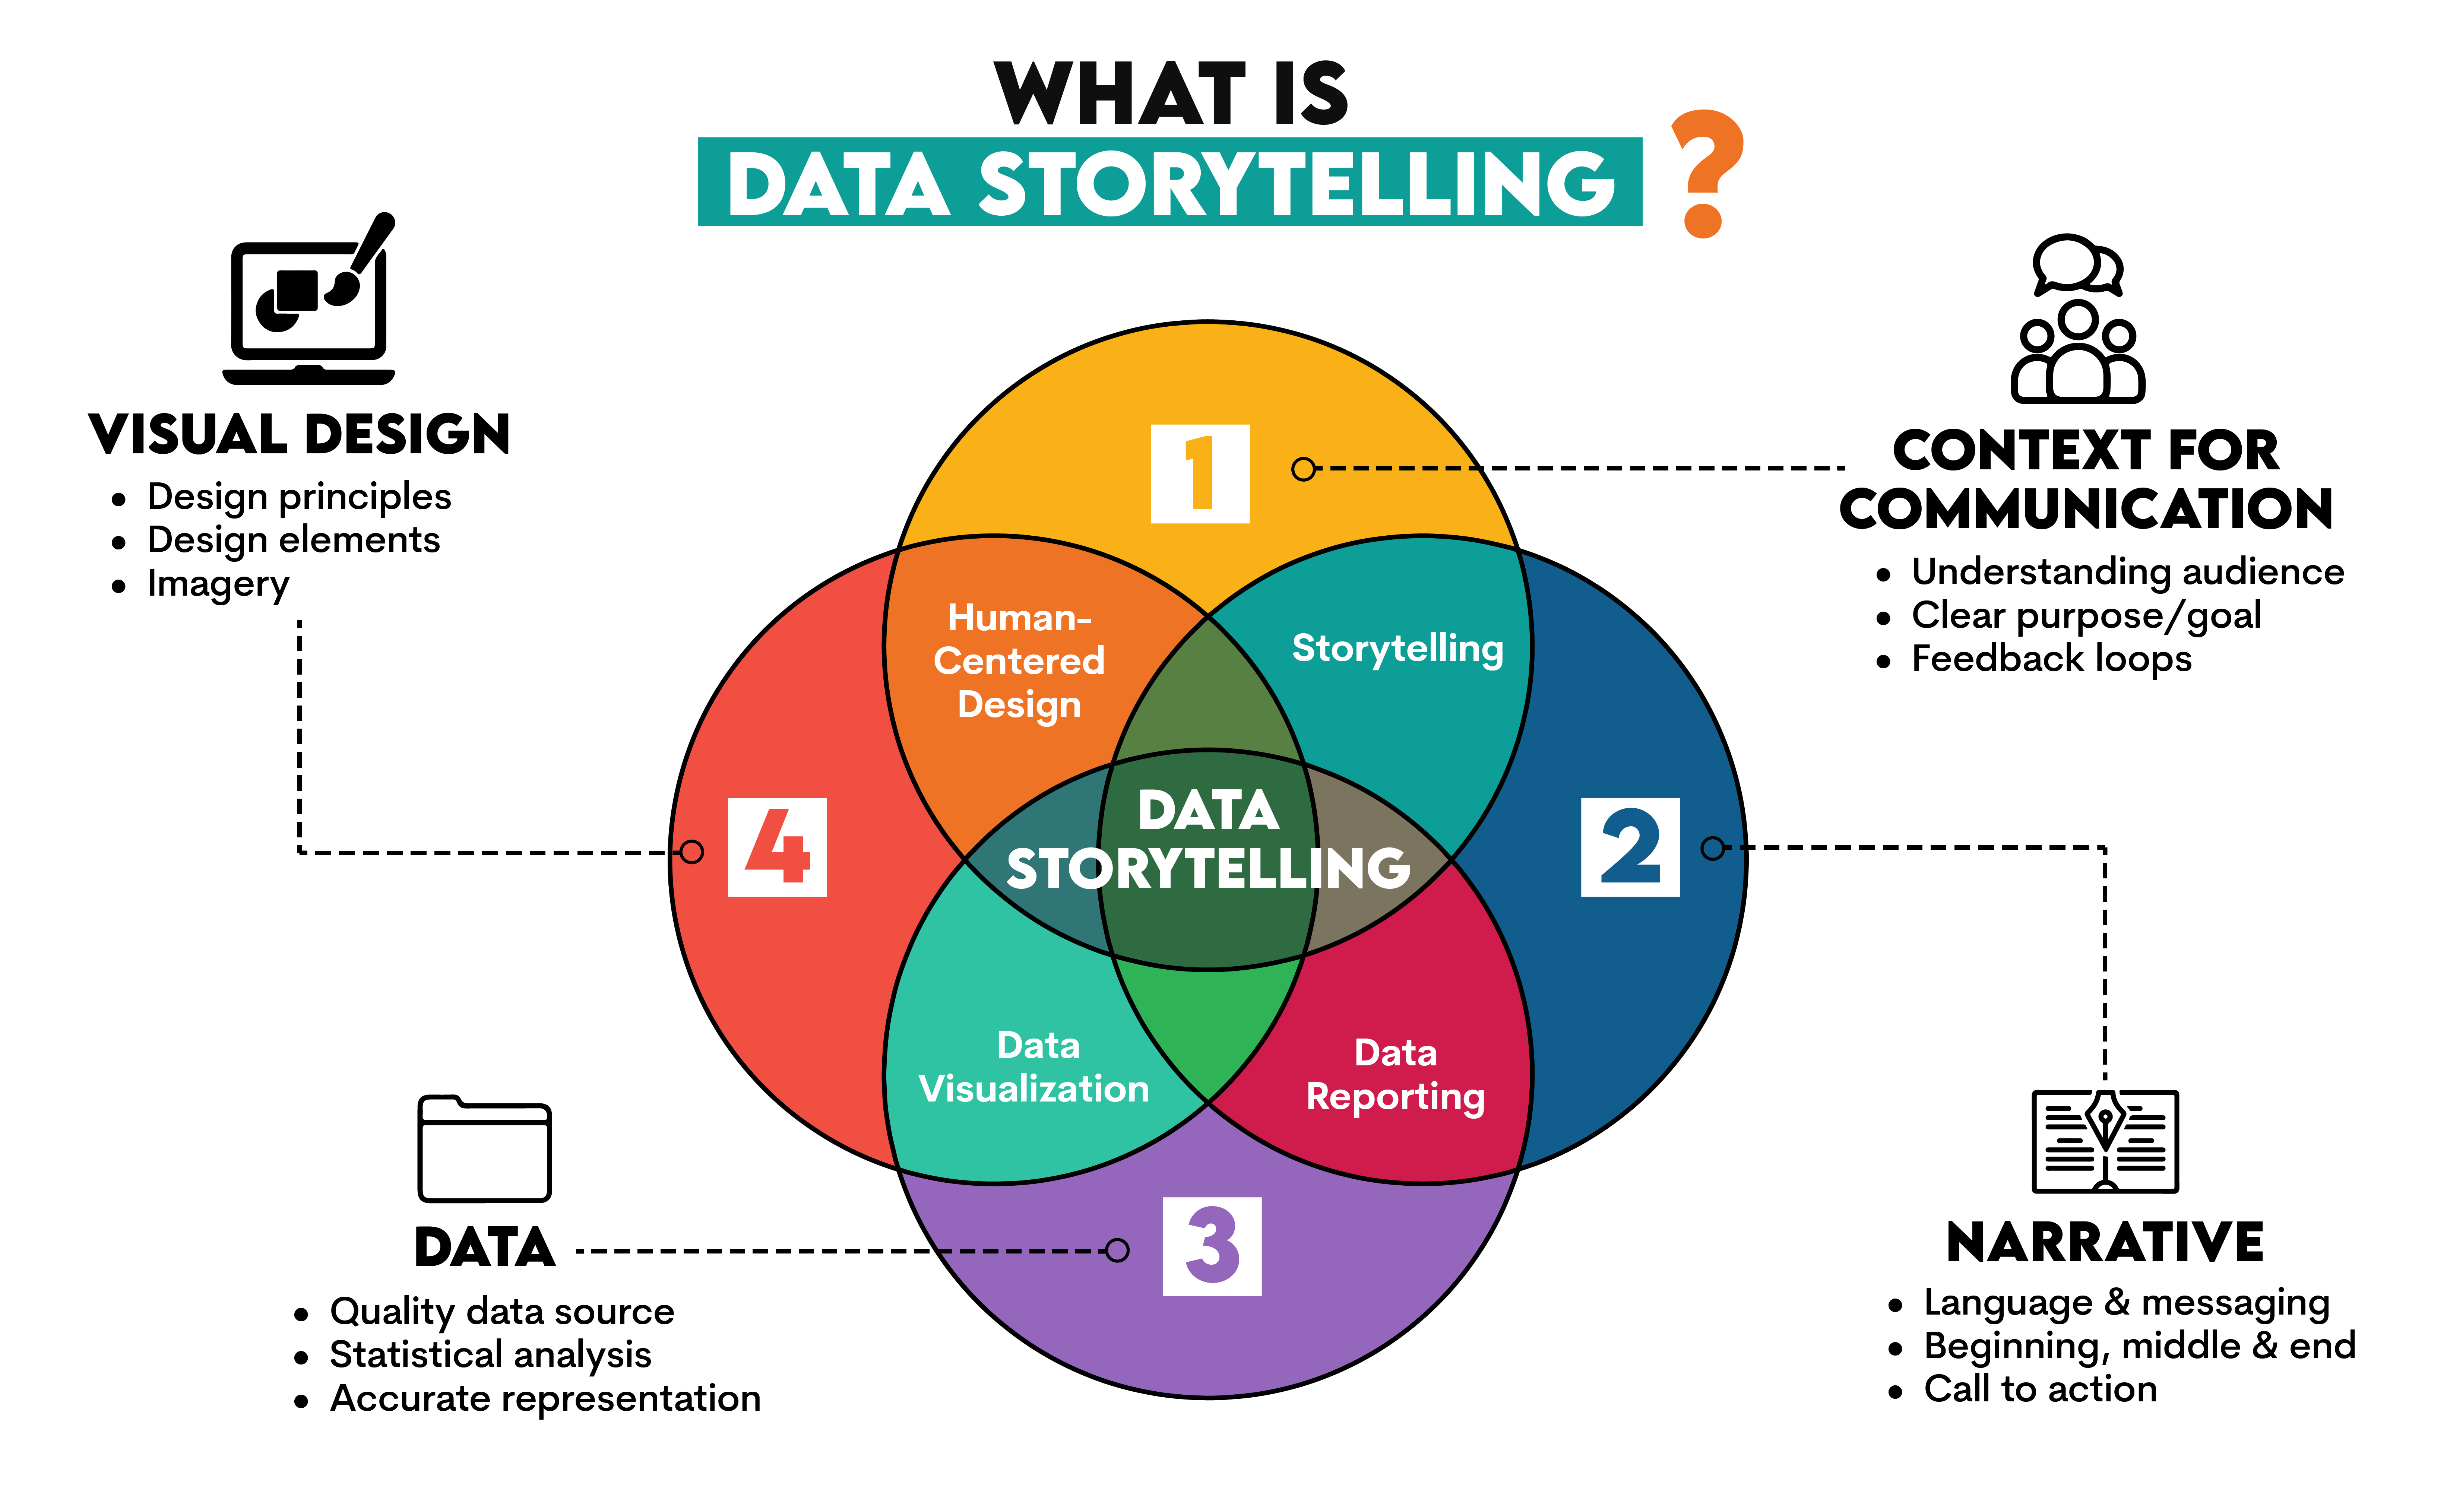 WHAT IS
DATA STORYTELLING ?
VISUAL DESIGN
• Design principles
• Design elements
• Imagery
CONTEXT FOR
COMMUNICATION
• Understanding audience
• Clear purpose/goal
• Feedback loops
1
Human-
Centered
Design
Storytelling
4
DATA
STORYTELLING
2
Data
Visualization
Data
Reporting
3
DATA
• Quality data source
• Statistical analysis
• Accurate representation
NARRATIVE
• Language & messaging
• Beginning, middle & end
• Call to action